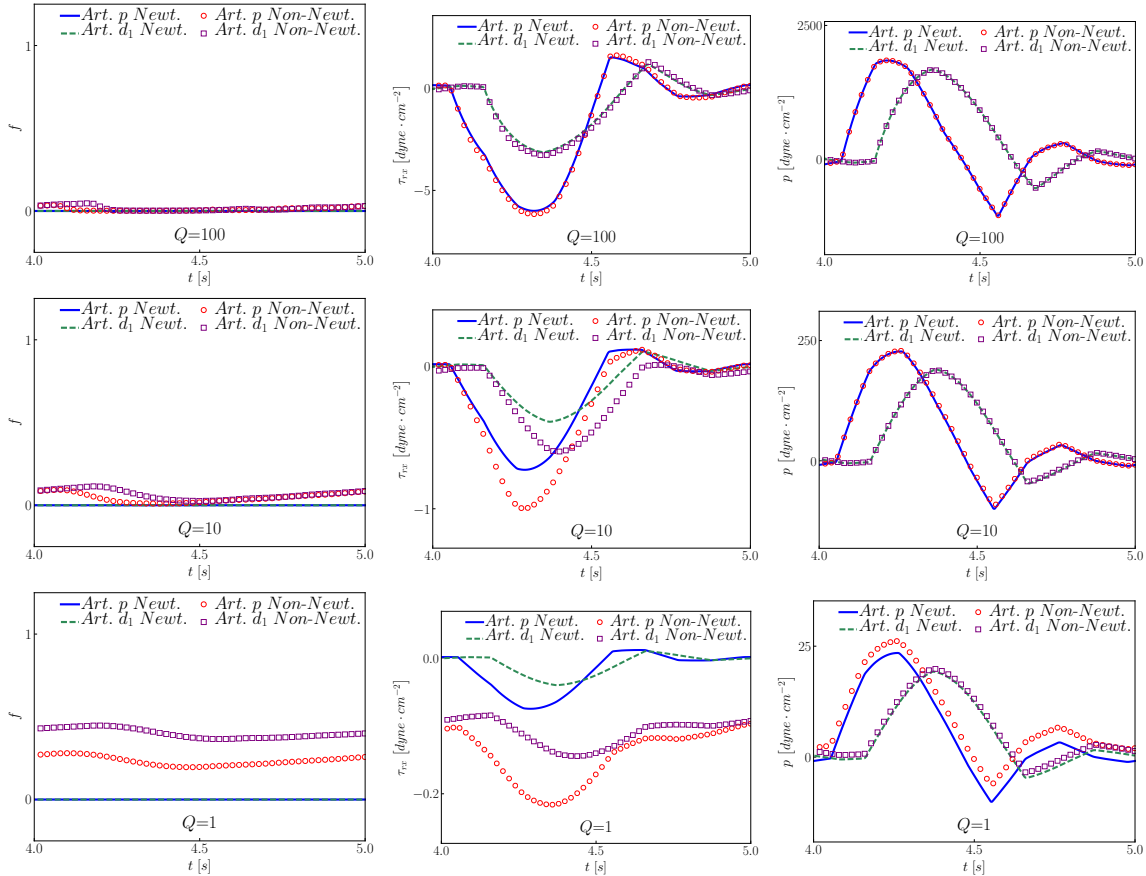 Art. p Newt. Art. p Non-Newt.
Art. d₁ Newt. Art. d₁ Non-Newt.
1
f
0
Q=100
4.0 4.5 5.0
t [s]
Art. p Newt. Art. p Non-Newt.
Art. d₁ Newt. Art. d₁ Non-Newt.
0
τrx [dyne · cm⁻²]
−5
Q=100
4.0 4.5 5.0
t [s]
2500
Art. p Newt. Art. p Non-Newt.
Art. d₁ Newt. Art. d₁ Non-Newt.
p [dyne · cm⁻²]
0
Q=100
4.0 4.5 5.0
t [s]
Art. p Newt. Art. p Non-Newt.
Art. d₁ Newt. Art. d₁ Non-Newt.
1
f
0
Q=10
4.0 4.5 5.0
t [s]
Art. p Newt. Art. p Non-Newt.
Art. d₁ Newt. Art. d₁ Non-Newt.
0
τrx [dyne · cm⁻²]
−1
Q=10
4.0 4.5 5.0
t [s]
Art. p Newt. Art. p Non-Newt.
250
Art. d₁ Newt. Art. d₁ Non-Newt.
p [dyne · cm⁻²]
0
Q=10
4.0 4.5 5.0
t [s]
Art. p Newt. Art. p Non-Newt.
Art. d₁ Newt. Art. d₁ Non-Newt.
1
f
0
Q=1
4.0 4.5 5.0
t [s]
Art. p Newt. Art. p Non-Newt.
Art. d₁ Newt. Art. d₁ Non-Newt.
0.0
τrx [dyne · cm⁻²]
−0.2
Q=1
4.0 4.5 5.0
t [s]
Art. p Newt. Art. p Non-Newt.
Art. d₁ Newt. Art. d₁ Non-Newt.
25
p [dyne · cm⁻²]
0
Q=1
4.0 4.5 5.0
t [s]